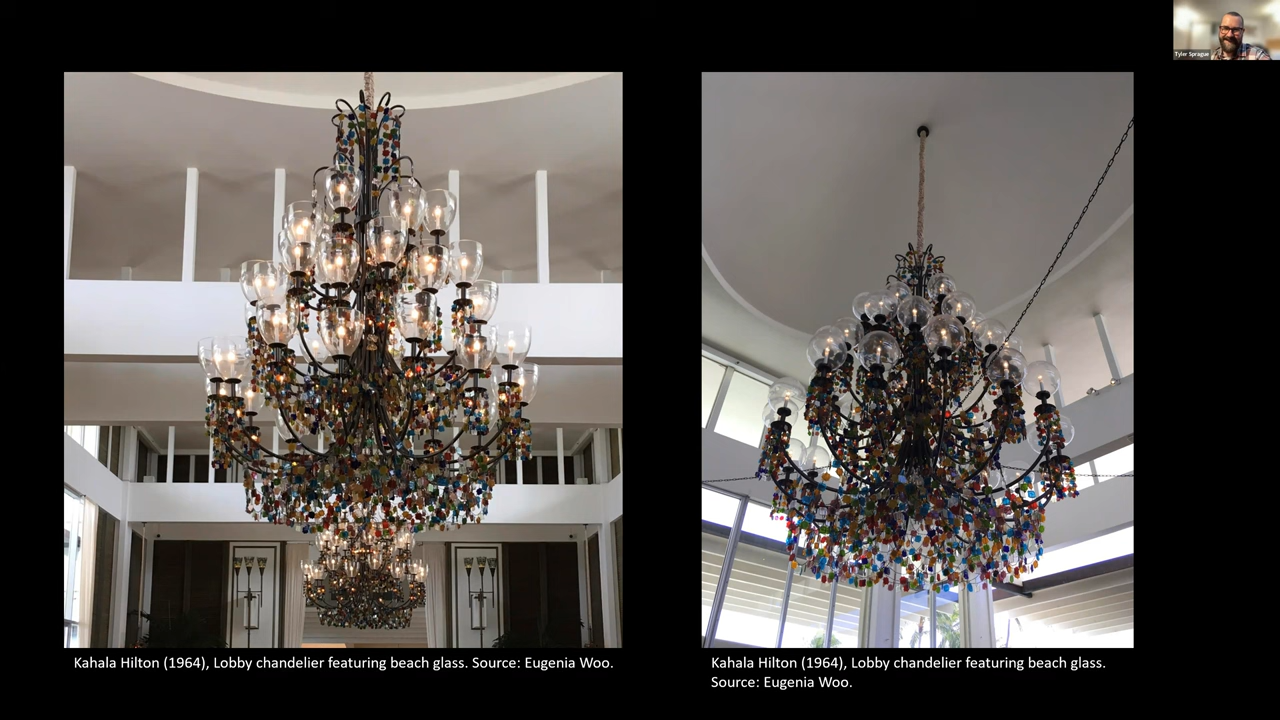 Tyler Sprague
Kahala Hilton (1964), Lobby chandelier featuring beach glass. Source: Eugenia Woo.
Kahala Hilton (1964), Lobby chandelier featuring beach glass.
Source: Eugenia Woo.